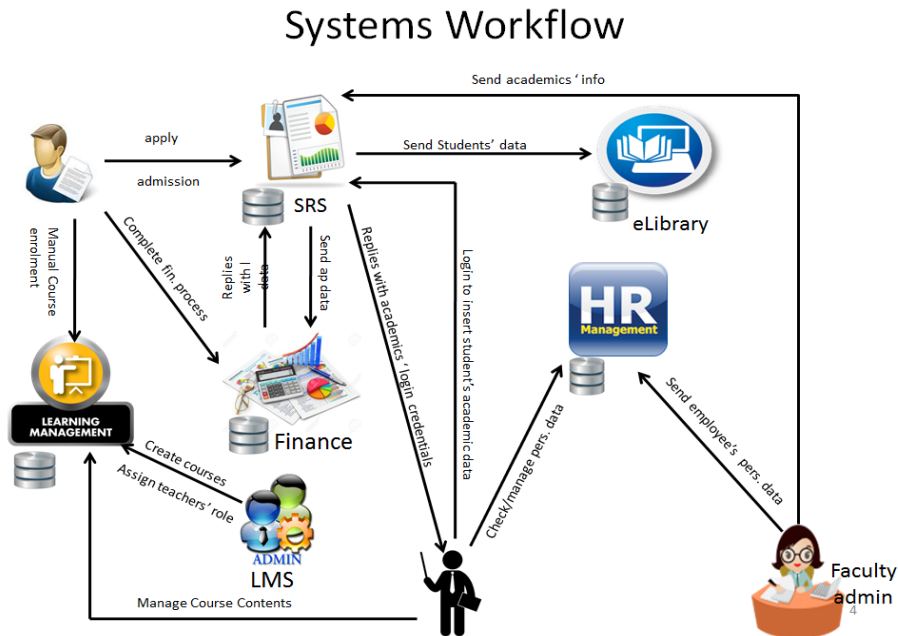 Systems Workflow
Send academics ‘ info
apply
admission
Send Students’ data
SRS
eLibrary
Manual Course
enrolment
Complete fin. process
Replies
with l
data
Send ap data
Replies with academics ‘ login credentials
Login to insert student’s academic data
HR
Management
LEARNING
MANAGEMENT
Finance
Create courses
Assign teachers’ role
Check/manage pers. data
Send employee’s pers. data
ADMIN
LMS
Manage Course Contents
Faculty
admin
4